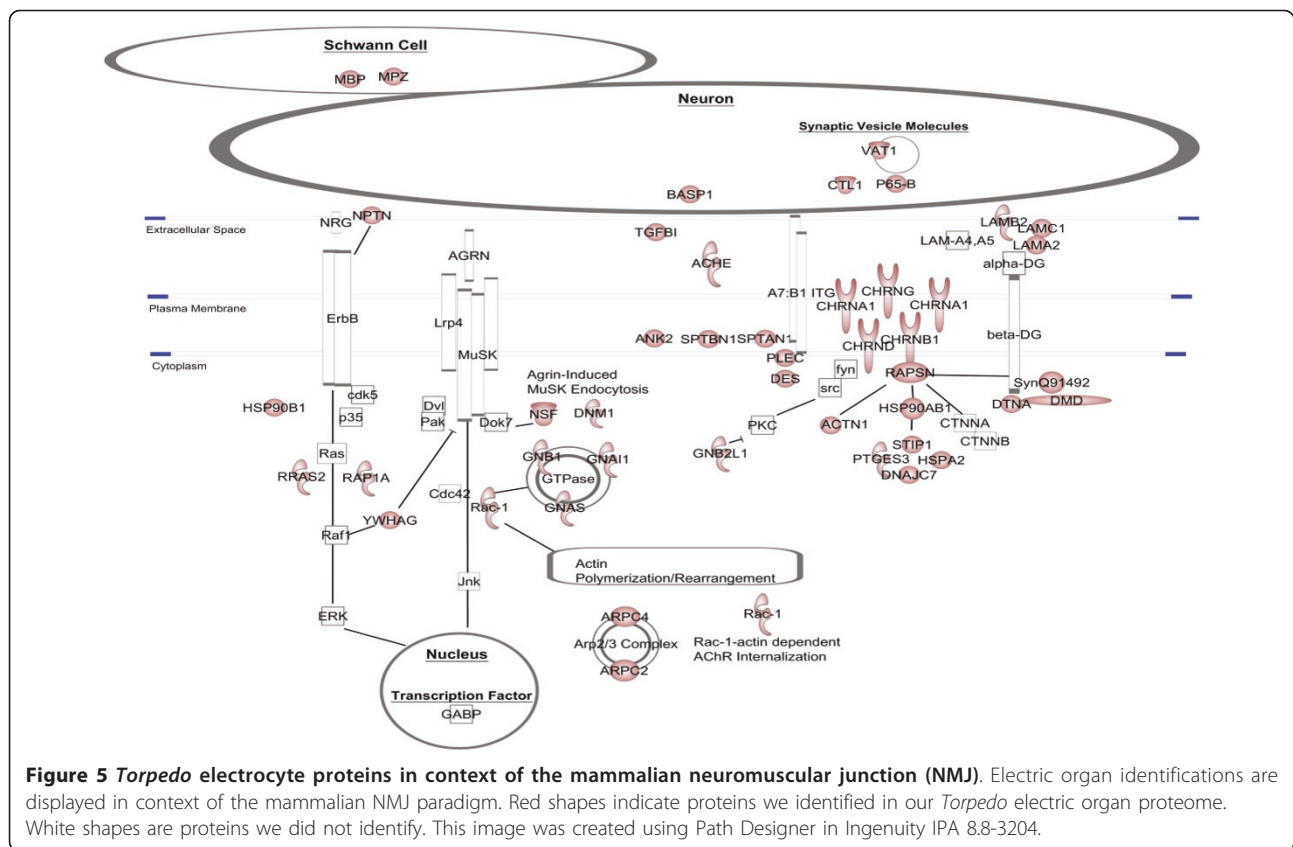 Schwann Cell
MBP MPZ
Neuron
Synaptic Vesicle Molecules
VAT1
CTL1 P65-B
BASP1
NRG NPTN
Extracellular Space
TGFBI
LAMB2
LAMC1
LAM-A4,A5 LAMA2
AGRN
ACHE
alpha-DG
A7:B1 ITG CHRNG
CHRNA1 CHRNA1
Plasma Membrane
ErbB
Lrp4
MuSK
ANK2 SPTBN1 SPTAN1
CHRND CHRNB1
beta-DG
Cytoplasm
PLEC
DES
fyn
src
RAPSN
SynQ91492
DTNA DMD
Agrin-Induced
MuSK Endocytosis
cdk5
p35
HSP90B1
Dvl
Pak
Dok7 NSF DNM1
PKC
ACTN1 HSP90AB1
CTNNA
CTNNB
GNB2L1
STIP1
PTGES3 HSPA2
DNAJC7
Ras
RRAS2 RAP1A
GNB1 GNAI1
GTPase
GNAS
Cdc42 Rac-1
YWHAG
Raf1
Actin
Polymerization/Rearrangement
Jnk
ERK
ARPC4
Arp2/3 Complex
ARPC2
Rac-1
Rac-1-actin dependent
AChR Internalization
Nucleus
Transcription Factor
GABP
Figure 5 Torpedo electrocyte proteins in context of the mammalian neuromuscular junction (NMJ). Electric organ identifications are
displayed in context of the mammalian NMJ paradigm. Red shapes indicate proteins we identified in our Torpedo electric organ proteome.
White shapes are proteins we did not identify. This image was created using Path Designer in Ingenuity IPA 8.8-3204.